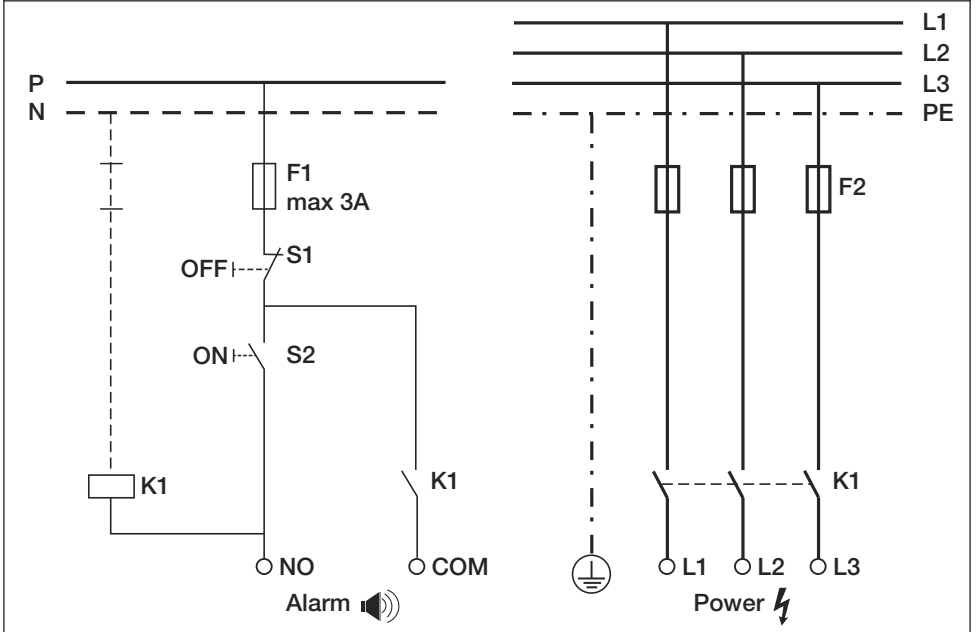 P
N
F1
max 3A
S1
OFF
ON
S2
K1
K1
NO
COM
Alarm
L1
L2
L3
PE
F2
K1
L1
L2
L3
Power